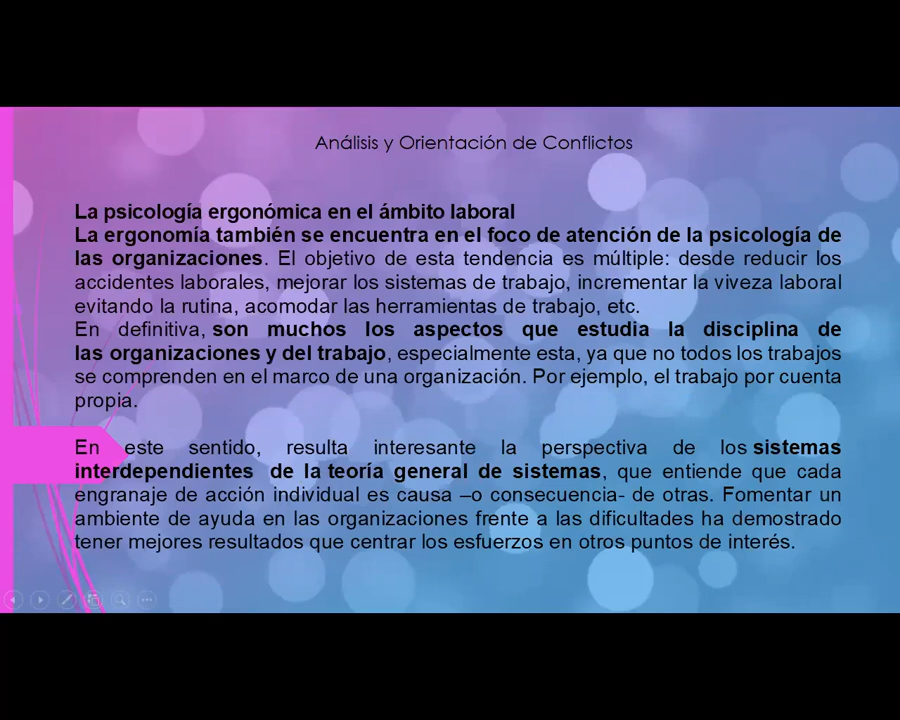 Análisis y Orientación de Conflictos
La psicología ergonómica en el ámbito laboral
La ergonomía también se encuentra en el foco de atención de la psicología de
las organizaciones. El objetivo de esta tendencia es múltiple: desde reducir los
accidentes laborales, mejorar los sistemas de trabajo, incrementar la viveza laboral
evitando la rutina, acomodar las herramientas de trabajo, etc.
En definitiva, son muchos los aspectos que estudia la disciplina de
las organizaciones y del trabajo, especialmente esta, ya que no todos los trabajos
se comprenden en el marco de una organización. Por ejemplo, el trabajo por cuenta
propia.
En este sentido, resulta interesante la perspectiva de los sistemas
interdependientes de la teoría general de sistemas, que entiende que cada
engranaje de acción individual es causa –o consecuencia- de otras. Fomentar un
ambiente de ayuda en las organizaciones frente a las dificultades ha demostrado
tener mejores resultados que centrar los esfuerzos en otros puntos de interés.